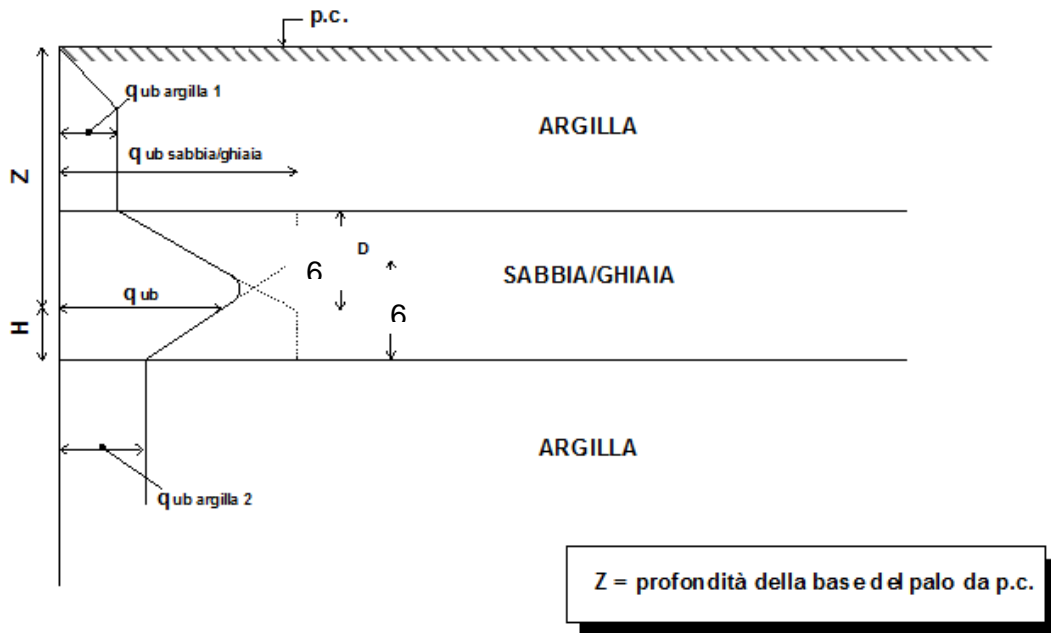 p.c.
q ub argilla 1
ARGILLA
q ub sabbia/ghiaia
Z
D
6
SABBIA/GHIAIA
q ub
6
H
ARGILLA
q ub argilla 2
Z = profondità della base del palo da p.c.